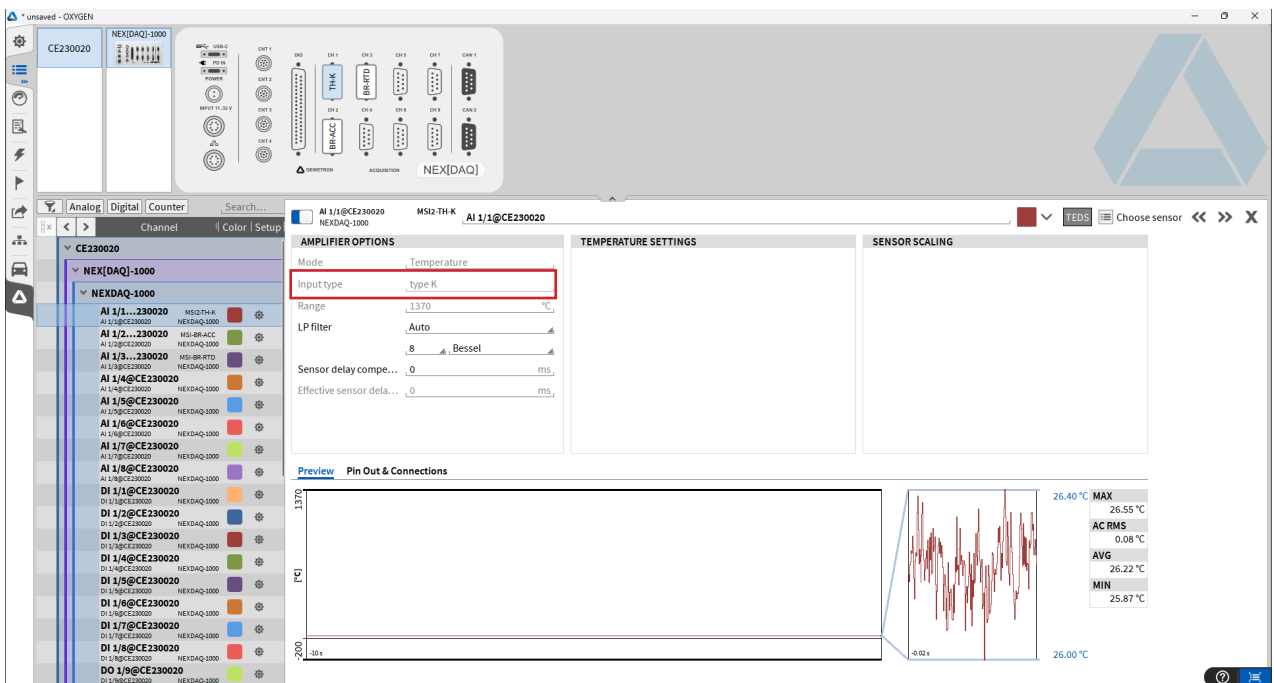 * unsaved - OXYGEN
CE230020
NEX[DAQ]-1000
USB-C
PD IN
POWER
INPUT 11..32 V
CNT 1
CNT 2
CNT 3
CNT 4
DIO
CH 1
CH 3
CH 5
CH 7
CAN 1
TH-K
BR-RTD
CH 2
CH 4
CH 6
CH 8
CAN 2
BR-ACC
DEWETRON
ACQUISITION
NEX[DAQ]
Analog Digital Counter Search...
Channel Color Setup
CE230020
NEX[DAQ]-1000
NEXDAQ-1000
AI 1/1...230020 MSI2-TH-K
AI 1/1@CE230020 NEXDAQ-1000
AI 1/2...230020 MSI-BR-ACC
AI 1/2@CE230020 NEXDAQ-1000
AI 1/3...230020 MSI-BR-RTD
AI 1/3@CE230020 NEXDAQ-1000
AI 1/4@CE230020
AI 1/4@CE230020 NEXDAQ-1000
AI 1/5@CE230020
AI 1/5@CE230020 NEXDAQ-1000
AI 1/6@CE230020
AI 1/6@CE230020 NEXDAQ-1000
AI 1/7@CE230020
AI 1/7@CE230020 NEXDAQ-1000
AI 1/8@CE230020
AI 1/8@CE230020 NEXDAQ-1000
DI 1/1@CE230020
DI 1/1@CE230020 NEXDAQ-1000
DI 1/2@CE230020
DI 1/2@CE230020 NEXDAQ-1000
DI 1/3@CE230020
DI 1/3@CE230020 NEXDAQ-1000
DI 1/4@CE230020
DI 1/4@CE230020 NEXDAQ-1000
DI 1/5@CE230020
DI 1/5@CE230020 NEXDAQ-1000
DI 1/6@CE230020
DI 1/6@CE230020 NEXDAQ-1000
DI 1/7@CE230020
DI 1/7@CE230020 NEXDAQ-1000
DI 1/8@CE230020
DI 1/8@CE230020 NEXDAQ-1000
DO 1/9@CE230020
DI 1/9@CE230020 NEXDAQ-1000
AI 1/1@CE230020 MSI2-TH-K AI 1/1@CE230020
NEXDAQ-1000
TEDS Choose sensor
AMPLIFIER OPTIONS
Mode Temperature
Input type type K
Range 1370 °C
LP filter Auto
8 Bessel
Sensor delay compe... 0 ms
Effective sensor dela... 0 ms
TEMPERATURE SETTINGS
SENSOR SCALING
Preview Pin Out & Connections
1370
[°C]
-200
-10 s
-0.02 s
26.40 °C
26.00 °C
MAX
26.55 °C
AC RMS
0.08 °C
AVG
26.22 °C
MIN
25.87 °C